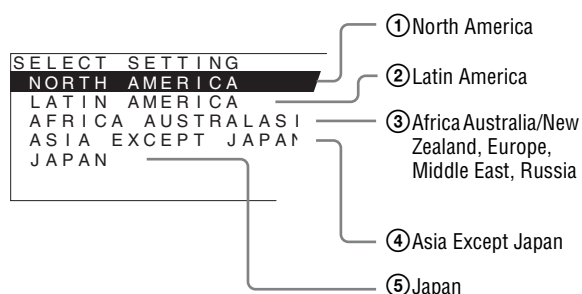 SELECT SETTING
NORTH AMERICA
LATIN AMERICA
AFRICA AUSTRALASI
ASIA EXCEPT JAPAN
JAPAN
①North America
②Latin America
③Africa Australia/New
Zealand, Europe,
Middle East, Russia
④Asia Except Japan
⑤Japan